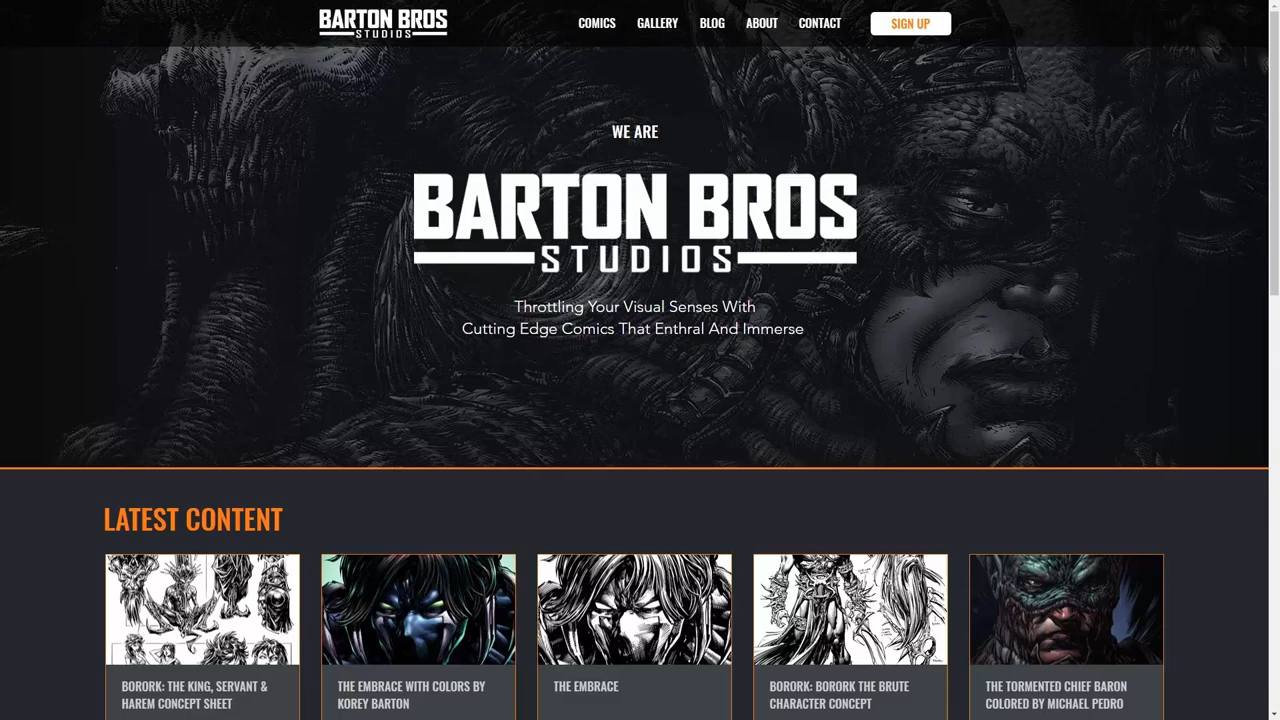 BARTON BROS
STUDIOS
COMICS GALLERY BLOG ABOUT CONTACT SIGN UP
WE ARE
BARTON BROS
STUDIOS
Throttling Your Visual Senses With
Cutting Edge Comics That Enthral And Immerse
LATEST CONTENT
BORORK: THE KING, SERVANT &
HAREM CONCEPT SHEET
THE EMBRACE WITH COLORS BY
KOREY BARTON
THE EMBRACE
BORORK: BORORK THE BRUTE
CHARACTER CONCEPT
THE TORMENTED CHIEF BARON
COLORED BY MICHAEL PEDRO